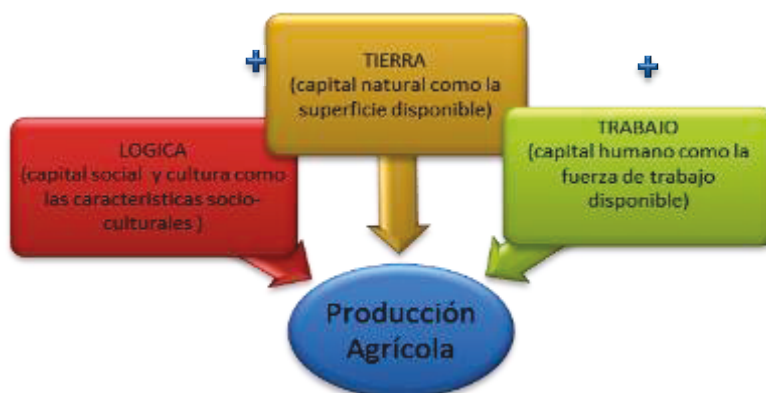 +
+
TIERRA
(capital natural como la
superficie disponible)
LOGICA
(capital social y cultura como
las características socio-
culturales )
TRABAJO
(capital humano como la
fuerza de trabajo
disponible)
Producción
Agrícola